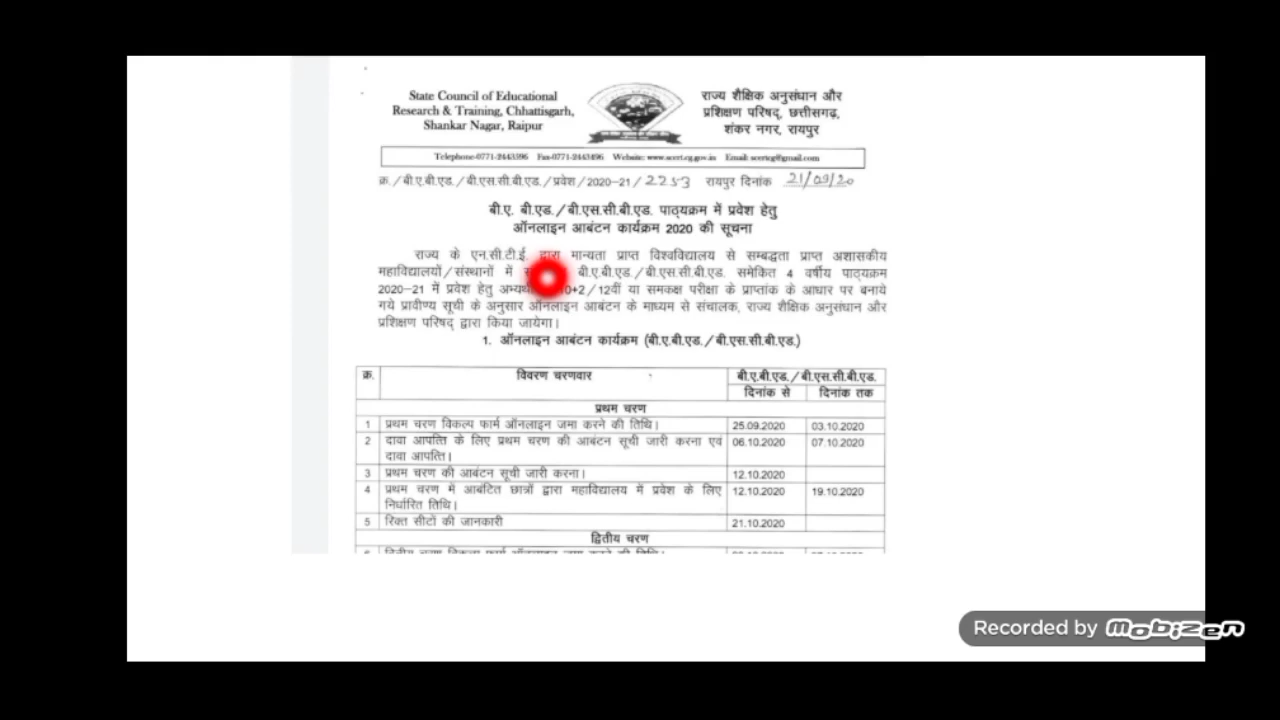 State Council of Educational
Research & Training, Chhattisgarh,
Shankar Nagar, Raipur
राज्य शैक्षिक अनुसंधान और
प्रशिक्षण परिषद्, छत्तीसगढ़,
शंकर नगर, रायपुर
Telephone-0771-2443596 Fax-0771-2443496 Website: www.scert.cg.gov.in Email: scertcg@gmail.com
क्र./बी.ए.बी.एड./बी.एस.सी.बी.एड./प्रवेश/2020-21/2253 रायपुर दिनांक 21/09/20
बी.ए. बी.एड./बी.एस.सी.बी.एड. पाठ्यक्रम में प्रवेश हेतु
ऑनलाइन आबंटन कार्यक्रम 2020 की सूचना
राज्य के एन.सी.टी.ई. द्वारा मान्यता प्राप्त विश्वविद्यालय से सम्बद्धता प्राप्त अशासकीय
महाविद्यालयों/संस्थानों में बी.ए.बी.एड./बी.एस.सी.बी.एड. समेकित 4 वर्षीय पाठ्यक्रम
2020-21 में प्रवेश हेतु 0+2/12वीं या समकक्ष परीक्षा के प्राप्तांक के आधार पर बनाये
गये प्रावीण्य सूची के अनुसार ऑनलाइन आबंटन के माध्यम से संचालक, राज्य शैक्षिक अनुसंधान और
प्रशिक्षण परिषद् द्वारा किया जायेगा।
1. ऑनलाइन आबंटन कार्यक्रम (बी.ए.बी.एड./बी.एस.सी.बी.एड.)
क्र. विवरण चरणवार बी.ए.बी.एड./बी.एस.सी.बी.एड.
दिनांक से दिनांक तक
प्रथम चरण
1 प्रथम चरण विकल्प फार्म ऑनलाइन जमा करने की तिथि। 25.09.2020 03.10.2020
2 दावा आपत्ति के लिए प्रथम चरण की आबंटन सूची जारी करना एवं 06.10.2020 07.10.2020
दावा आपत्ति।
3 प्रथम चरण की आबंटन सूची जारी करना। 12.10.2020
4 प्रथम चरण में आबंटित छात्रों द्वारा महाविद्यालय में प्रवेश के लिए 12.10.2020 19.10.2020
निर्धारित तिथि।
5 रिक्त सीटों की जानकारी 21.10.2020
द्वितीय चरण
Recorded by Mobizen